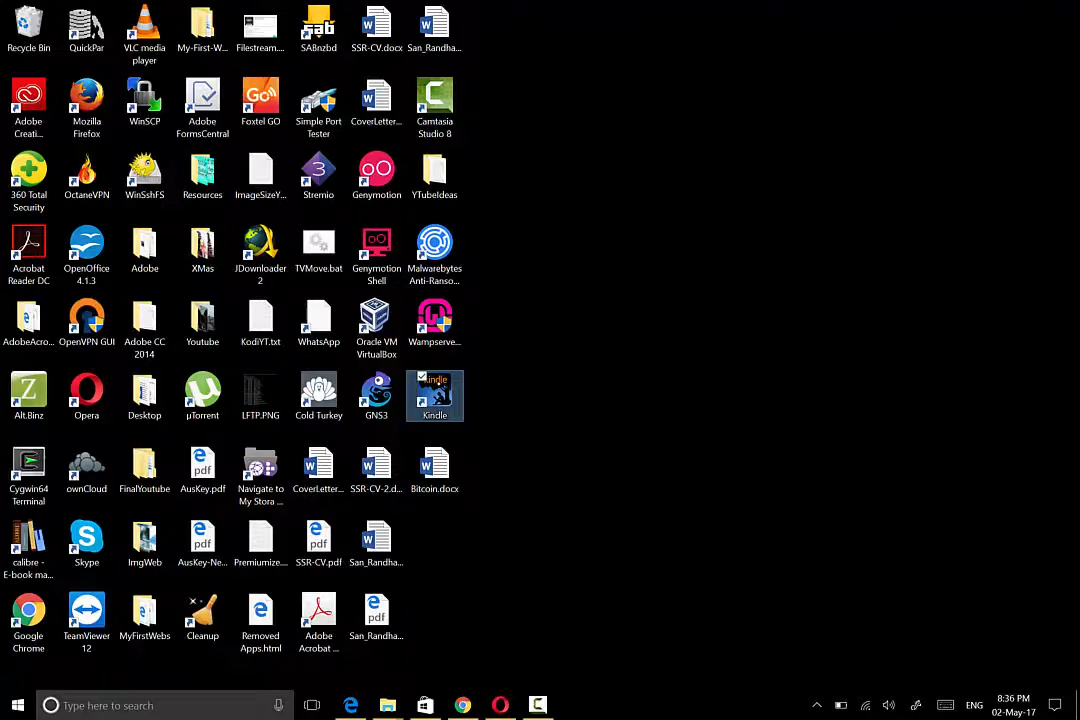 Recycle Bin
QuickPar
VLC media
player
My-First-W...
Filestream....
sab
SABnzbd
SSR-CV.docx
San_Randha...
Adobe
Creati...
Mozilla
Firefox
WinSCP
Adobe
FormsCentral
GO
Foxtel GO
Simple Port
Tester
CoverLetter...
Camtasia
Studio 8
360 Total
Security
OctaneVPN
WinSshFS
Resources
ImageSizeY...
Stremio
Genymotion
YTubeIdeas
Acrobat
Reader DC
OpenOffice
4.1.3
Adobe
XMas
JDownloader
2
TVMove.bat
Genymotion
Shell
Malwarebytes
Anti-Ranso...
AdobeAcro...
OpenVPN GUI
Adobe CC
2014
Youtube
KodiYT.txt
WhatsApp
Oracle VM
VirtualBox
Wampserve...
Alt.Binz
Opera
Desktop
µTorrent
LFTP.PNG
Cold Turkey
GNS3
kindle
Kindle
Cygwin64
Terminal
ownCloud
FinalYoutube
pdf
AusKey.pdf
Navigate to
My Stora ...
CoverLetter...
SSR-CV-2.d...
Bitcoin.docx
calibre -
E-book ma...
Skype
ImgWeb
pdf
AusKey-Ne...
Premiumize....
pdf
SSR-CV.pdf
San_Randha...
Google
Chrome
TeamViewer
12
MyFirstWebs
Cleanup
Removed
Apps.html
Adobe
Acrobat ...
pdf
San_Randha...
Type here to search
ENG
8:36 PM
02-May-17